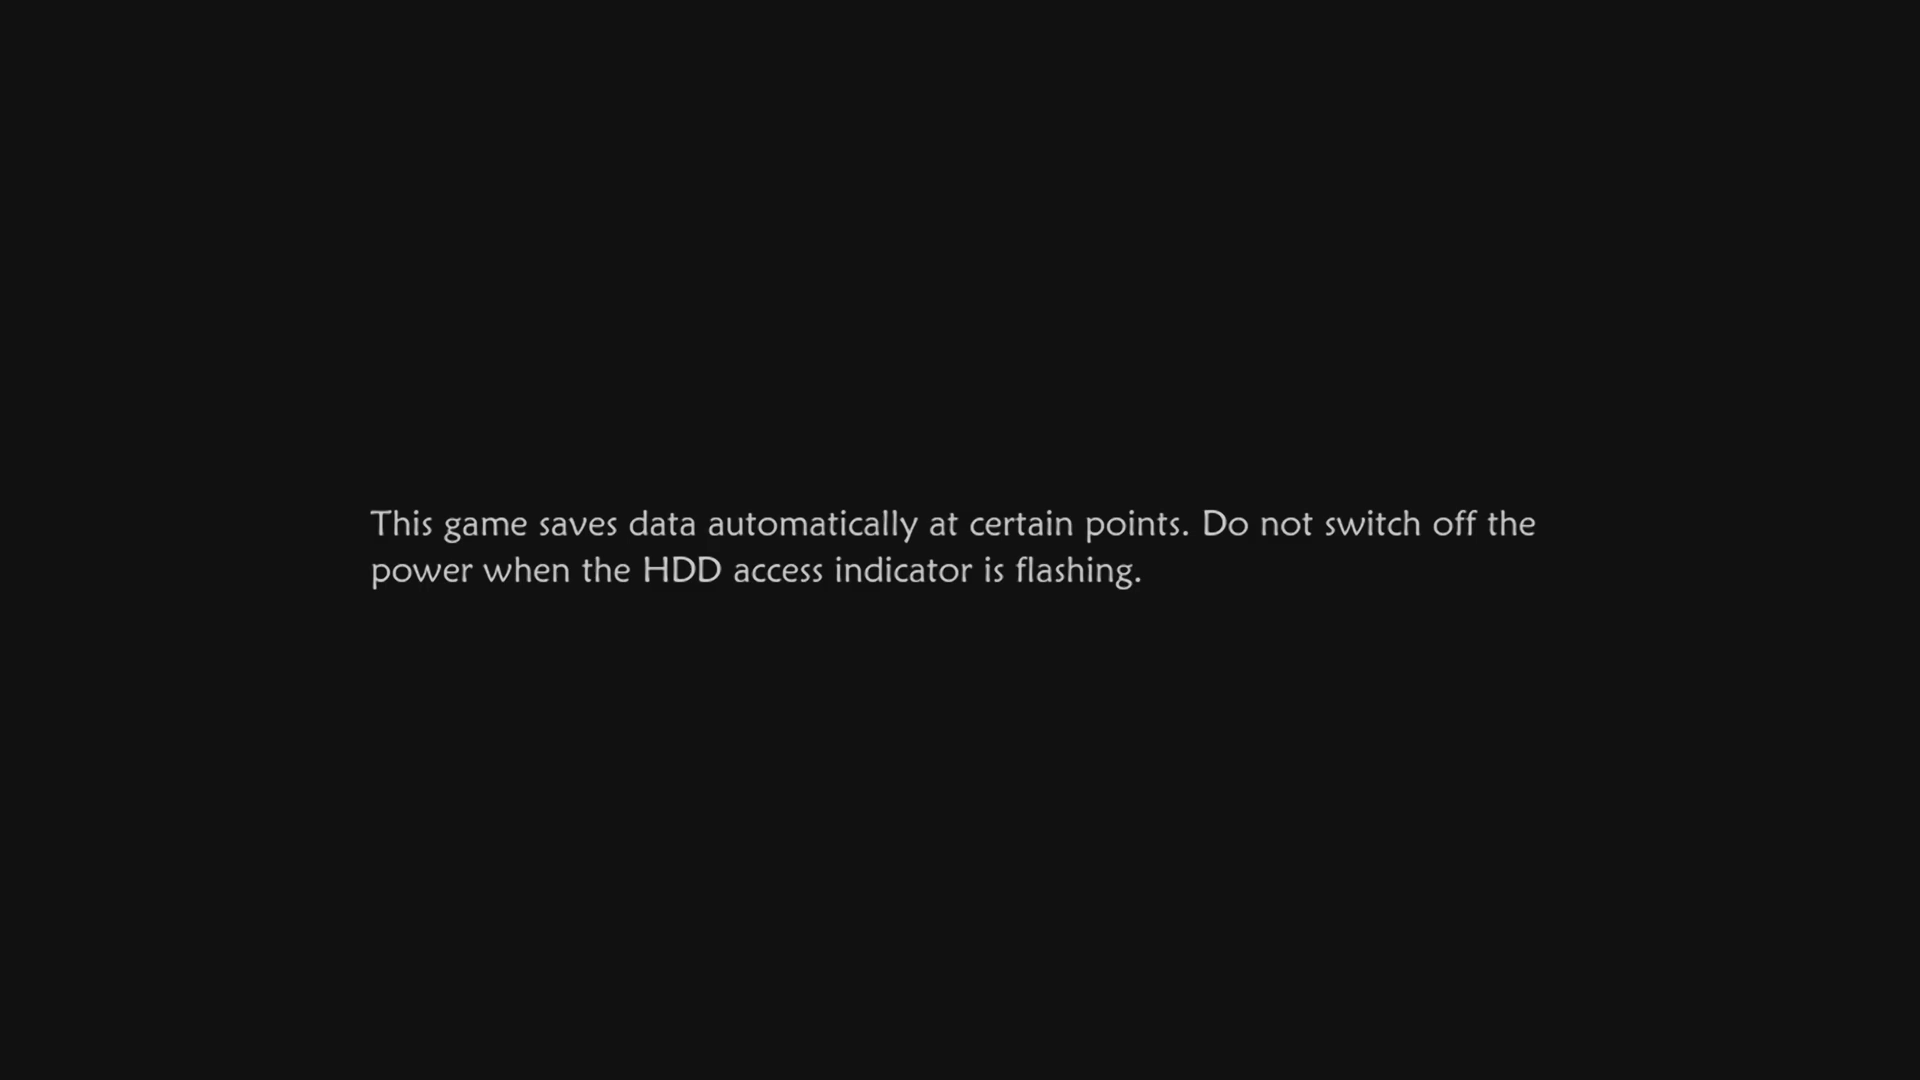 This game saves data automatically at certain points. Do not switch off the
power when the HDD access indicator is flashing.